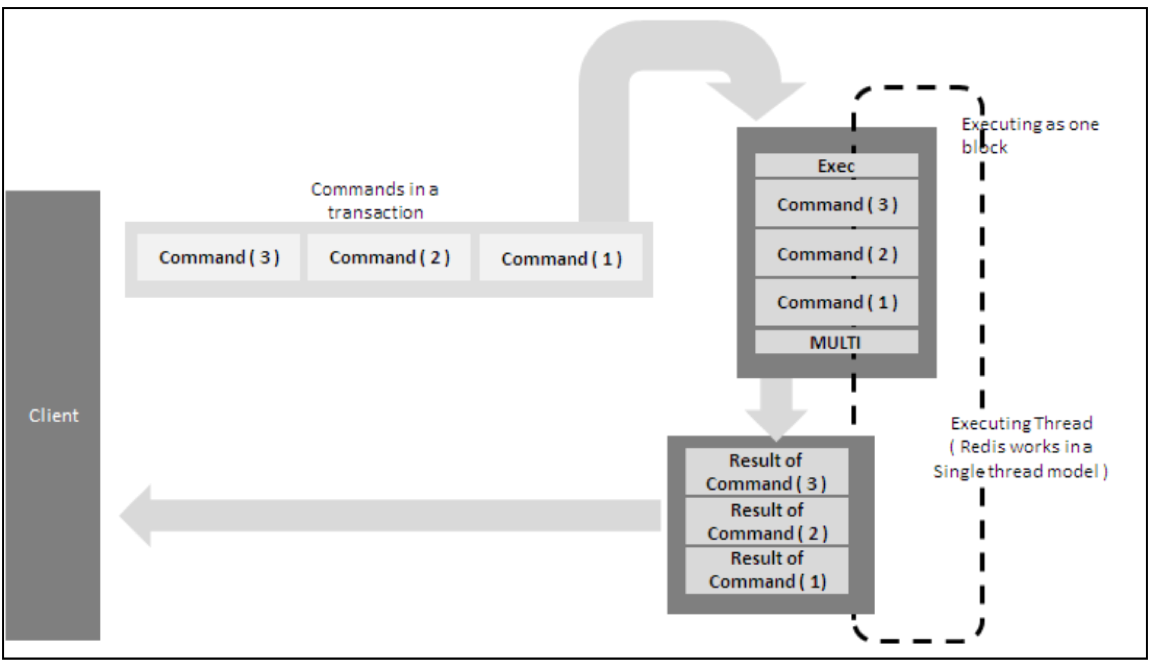 Executing as one
block
Exec
Command ( 3 )
Command ( 2 )
Command ( 1 )
MULTI
Commands in a
transaction
Command ( 3 )
Command ( 2 )
Command ( 1 )
Client
Executing Thread
( Redis works in a
Single thread model )
Result of
Command ( 3 )
Result of
Command ( 2 )
Result of
Command ( 1)